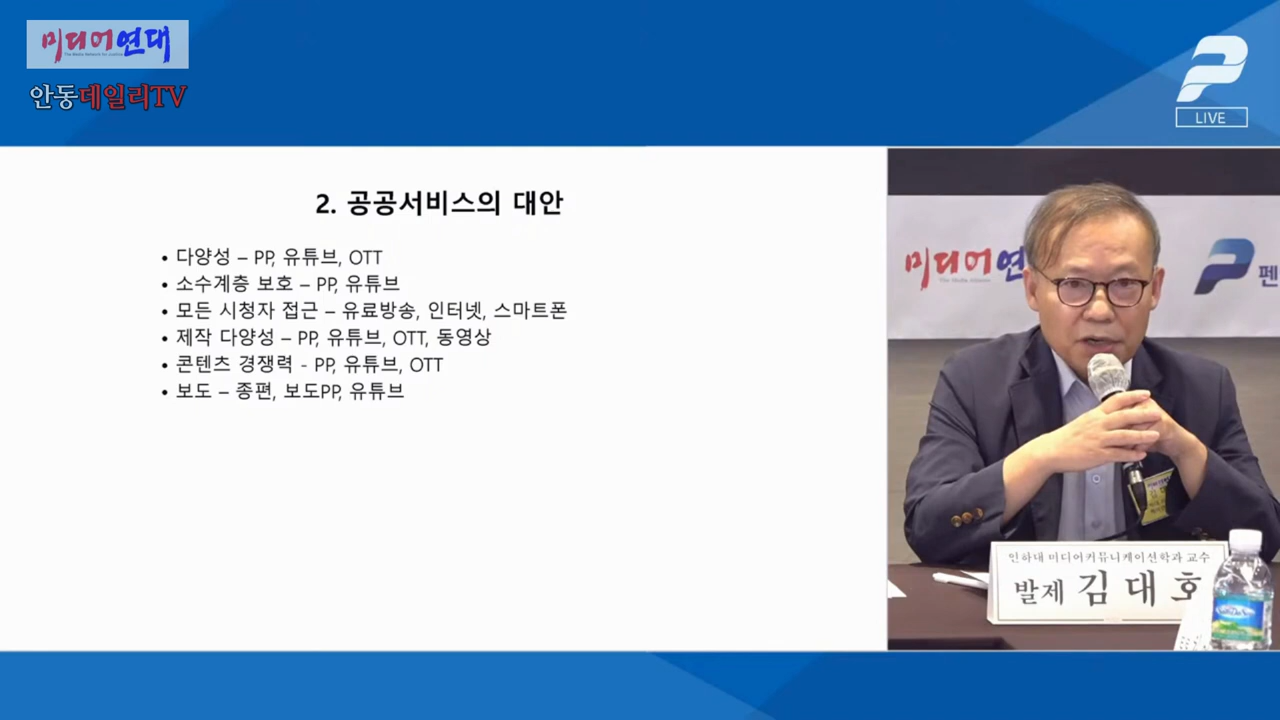 미디어연대
The Media Network for Justice
안동데일리TV
LIVE
2. 공공서비스의 대안
• 다양성 – PP, 유튜브, OTT
• 소수계층 보호 – PP, 유튜브
• 모든 시청자 접근 – 유료방송, 인터넷, 스마트폰
• 제작 다양성 – PP, 유튜브, OTT, 동영상
• 콘텐츠 경쟁력 - PP, 유튜브, OTT
• 보도 – 종편, 보도PP, 유튜브
미디어연
펜
인하대 미디어커뮤니케이션학과 교수
발제 김대호